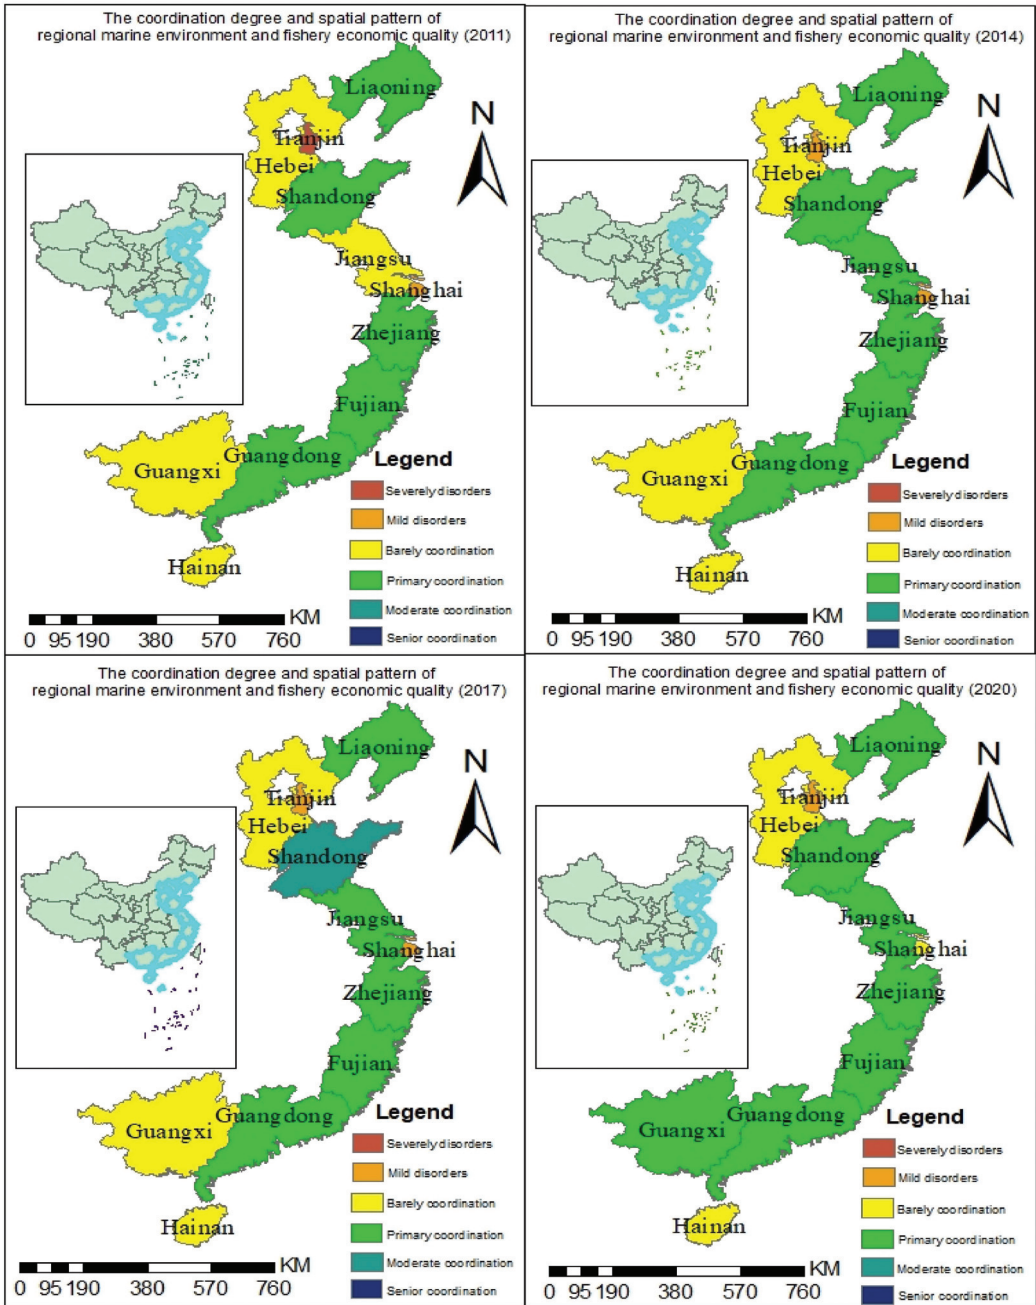 The coordination degree and spatial pattern of
regional marine environment and fishery economic quality (2011)
Liaoning
N
Tianjin
Hebei
Shandong
Jiangsu
Shanghai
Zhejiang
Fujian
Guangdong
Guangxi
Hainan
Legend
Severely disorders
Mild disorders
Barely coordination
Primary coordination
Moderate coordination
Senior coordination
KM
0 95 190 380 570 760
The coordination degree and spatial pattern of
regional marine environment and fishery economic quality (2014)
Liaoning
N
Tianjin
Hebei
Shandong
Jiangsu
Shanghai
Zhejiang
Fujian
Guangdong
Guangxi
Hainan
Legend
Severely disorders
Mild disorders
Barely coordination
Primary coordination
Moderate coordination
Senior coordination
KM
0 95 190 380 570 760
The coordination degree and spatial pattern of
regional marine environment and fishery economic quality (2017)
Liaoning
N
Tianjin
Hebei
Shandong
Jiangsu
Shanghai
Zhejiang
Fujian
Guangdong
Guangxi
Hainan
Legend
Severely disorders
Mild disorders
Barely coordination
Primary coordination
Moderate coordination
Senior coordination
KM
0 95 190 380 570 760
The coordination degree and spatial pattern of
regional marine environment and fishery economic quality (2020)
Liaoning
N
Tianjin
Hebei
Shandong
Jiangsu
Shanghai
Zhejiang
Fujian
Guangdong
Guangxi
Hainan
Legend
Severely disorders
Mild disorders
Barely coordination
Primary coordination
Moderate coordination
Senior coordination
KM
0 95 190 380 570 760